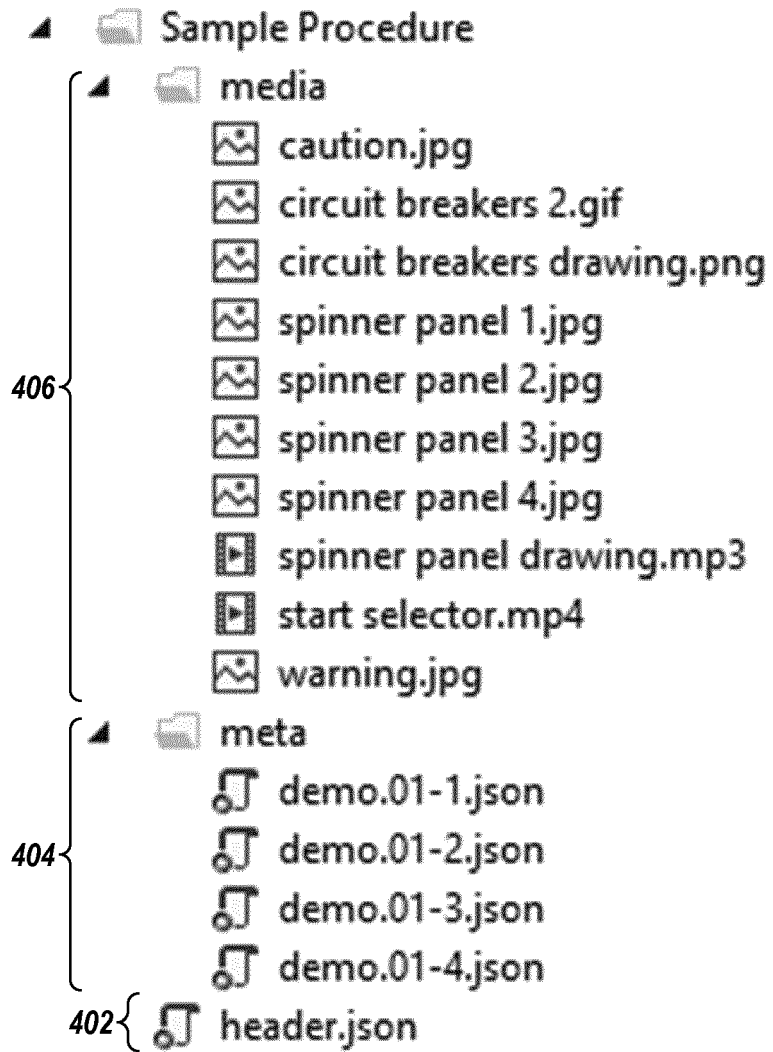 Sample Procedure
media
caution.jpg
circuit breakers 2.gif
circuit breakers drawing.png
spinner panel 1.jpg
spinner panel 2.jpg
406
spinner panel 3.jpg
spinner panel 4.jpg
spinner panel drawing.mp3
start selector.mp4
warning.jpg
meta
demo.01-1.json
404
demo.01-2.json
demo.01-3.json
demo.01-4.json
402
header.json